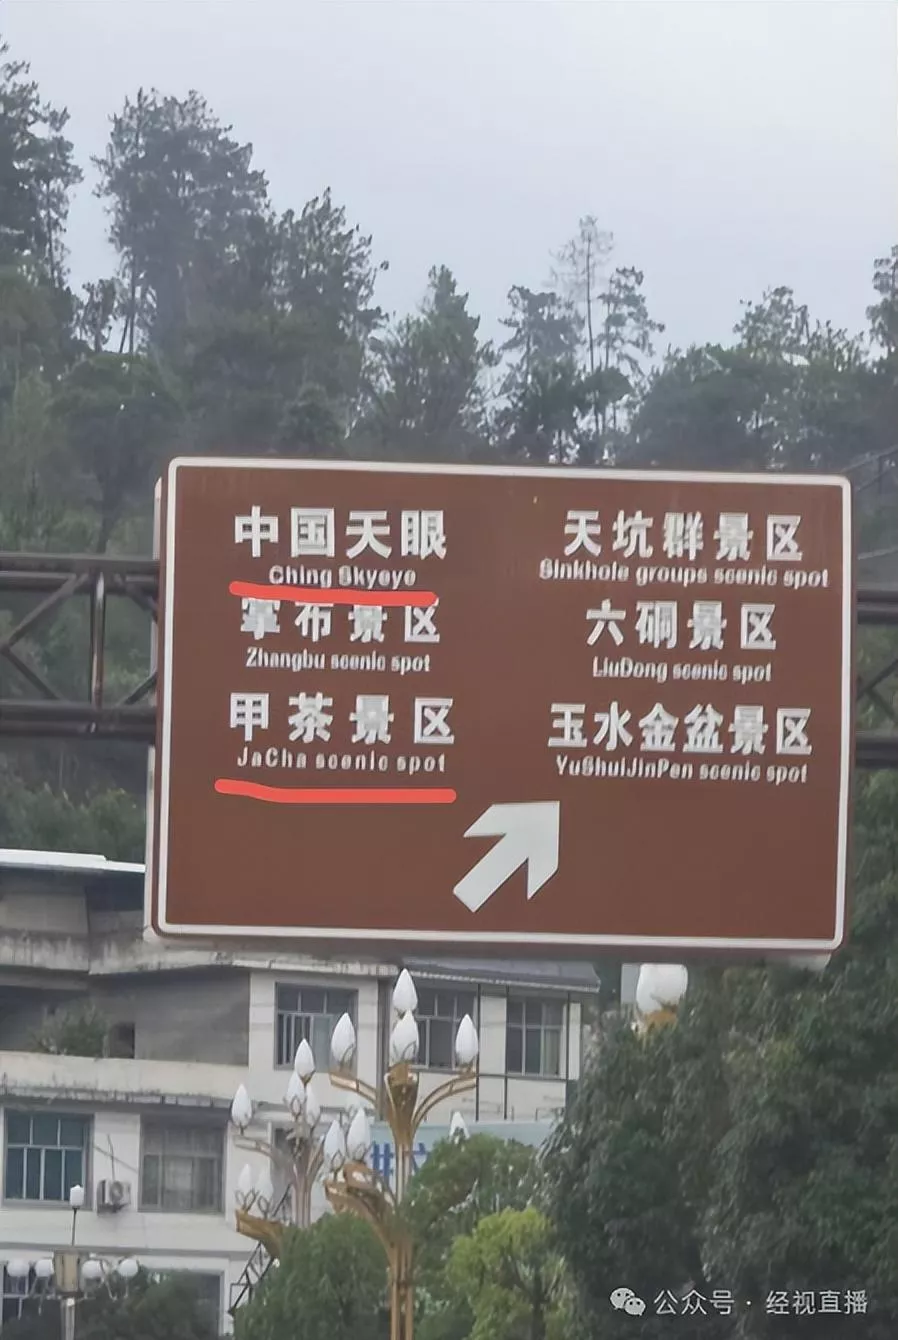 中国天眼
Ching Skyeye
掌布景区
Zhangbu scenic spot
甲茶景区
JaCha scenic spot
天坑群景区
Sinkhole groups scenic spot
六硐景区
LiuDong scenic spot
玉水金盆景区
YuShuiJinPen scenic spot
公众号·经视直播